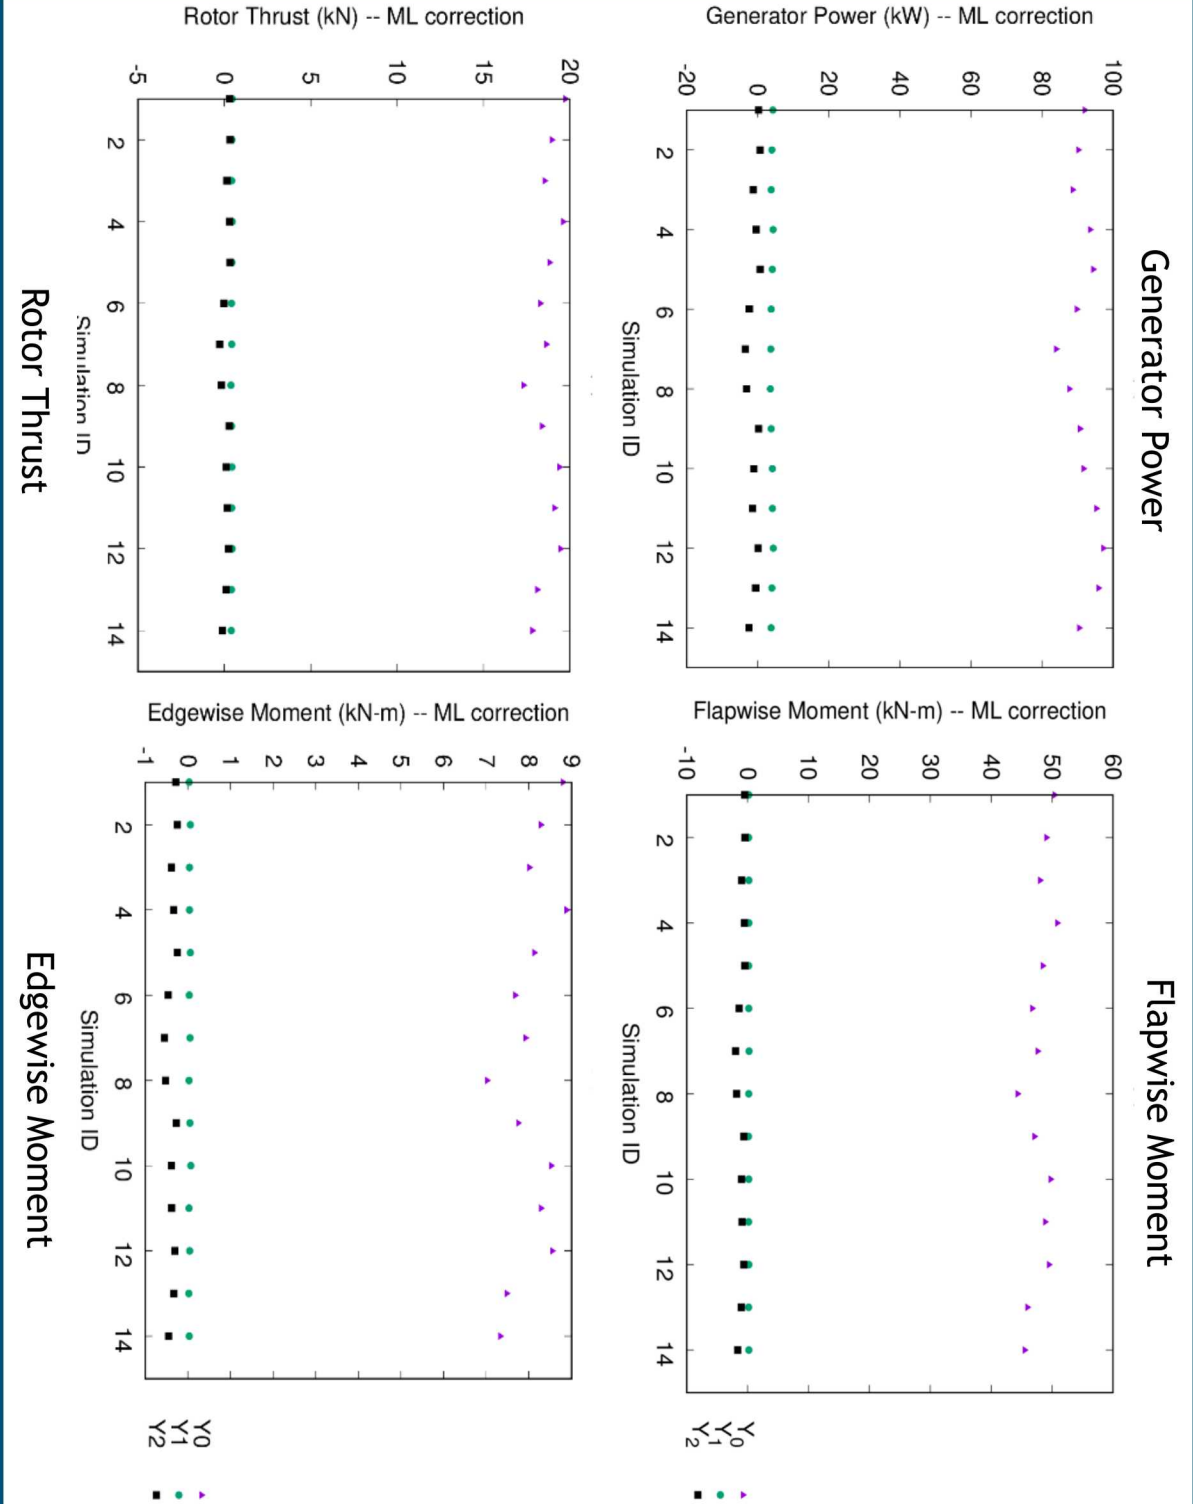 Generator Power
Generator Power (kW) -- ML correction
100
80
60
40
20
0
-20
2 4 6 8 10 12 14
Simulation ID
Flapwise Moment
Flapwise Moment (kN-m) -- ML correction
60
50
40
30
20
10
0
-10
2 4 6 8 10 12 14
Simulation ID
Y0
Y1
Y2
Rotor Thrust (kN) -- ML correction
20
15
10
5
0
-5
2 4 6 8 10 12 14
Simulation ID
Rotor Thrust
Edgewise Moment (kN-m) -- ML correction
9
8
7
6
5
4
3
2
1
0
-1
2 4 6 8 10 12 14
Simulation ID
Y0
Y1
Y2
Edgewise Moment